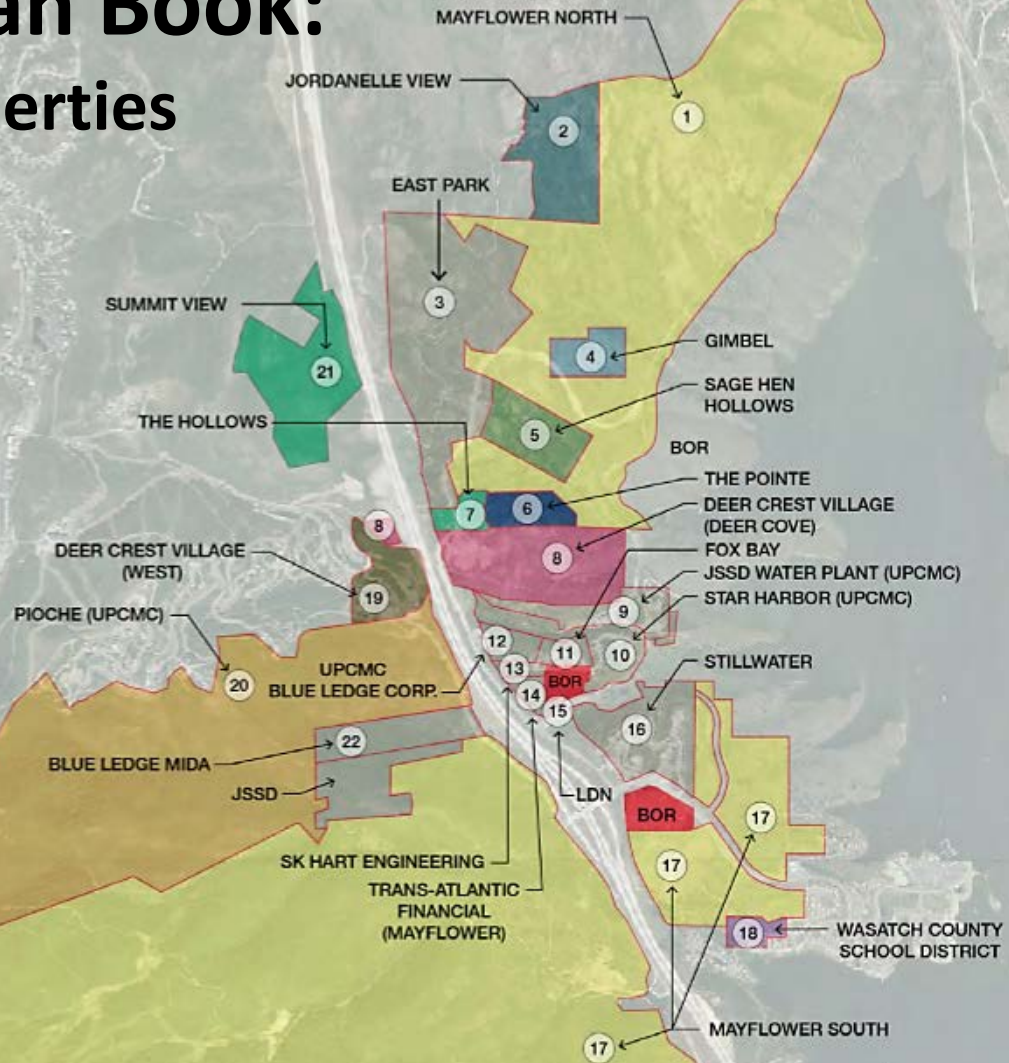 an Book:
erties
MAYFLOWER NORTH
JORDANELLE VIEW
1
2
EAST PARK
3
SUMMIT VIEW
21
4
GIMBEL
SAGE HEN
HOLLOWS
5
THE HOLLOWS
BOR
THE POINTE
6
7
DEER CREST VILLAGE
(DEER COVE)
8
8
FOX BAY
DEER CREST VILLAGE
(WEST)
JSSD WATER PLANT (UPCMC)
19
STAR HARBOR (UPCMC)
9
PIOCHE (UPCMC)
12
11
10
13
STILLWATER
20
UPCMC
BLUE LEDGE CORP.
BOR
14
15
16
22
BLUE LEDGE MIDA
JSSD
LDN
BOR
17
SK HART ENGINEERING
17
TRANS-ATLANTIC
FINANCIAL
(MAYFLOWER)
18
WASATCH COUNTY
SCHOOL DISTRICT
MAYFLOWER SOUTH
17